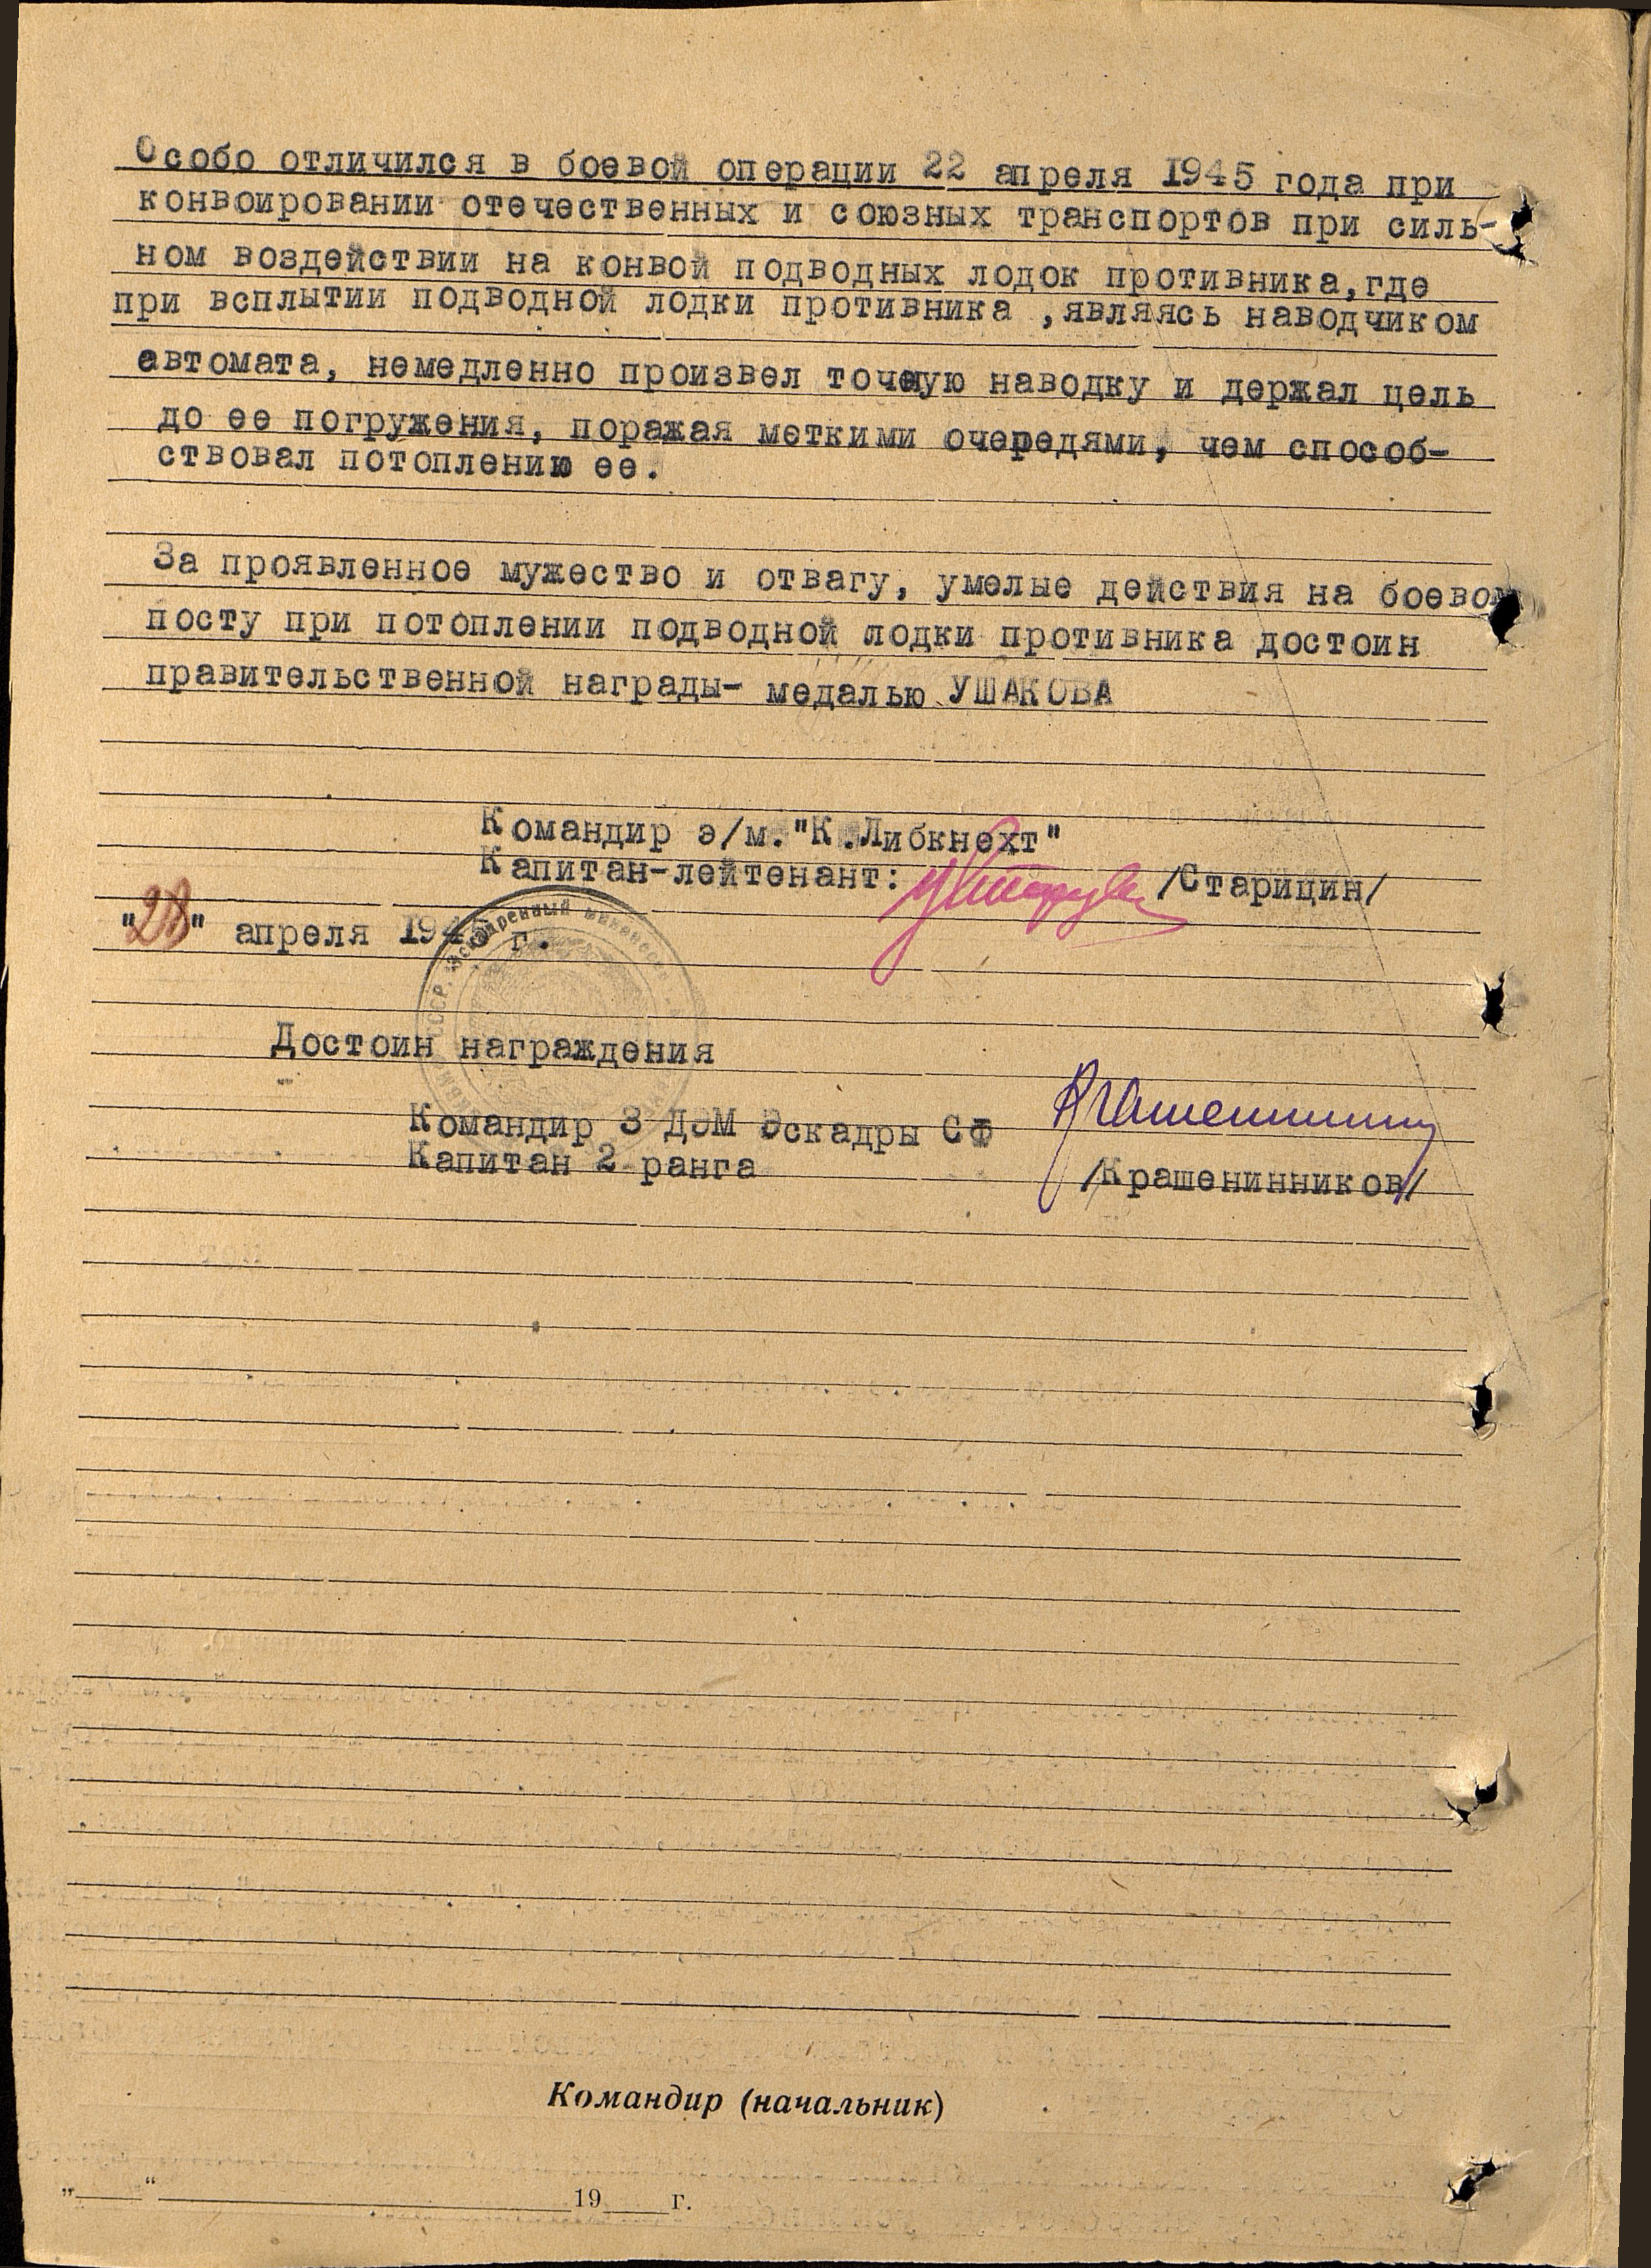 Особо отличился в боевой операции 22 апреля 1945 года при
конвоировании отечественных и союзных транспортов при силь-
ном воздействии на конвой подводных лодок противника,где
при всплытии подводной лодки противника ,являясь наводчиком
автомата, немедленно произвел точную наводку и держал цель
до ее погружения, поражая меткими очередями, чем способ-
ствовал потоплению ее.
За проявленное мужество и отвагу, умелые действия на боевом
посту при потоплении подводной лодки противника достоин
правительственной награды- медалью УШАКОВА
Командир э/м."К.Либкнехт"
Капитан-лейтенант: /Старицин/
"28" апреля 1945 г.
Достоин награждения
Командир 3 ДЭМ Эскадры СФ
Капитан 2 ранга
/Крашенинников/
Командир (начальник)
„ “ 19 г.